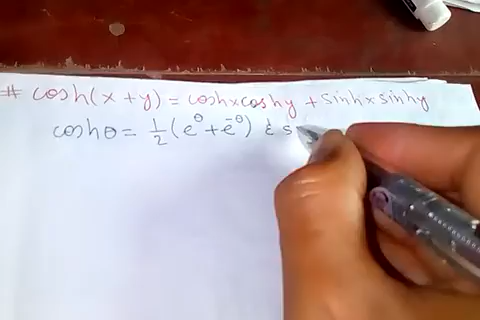 # cosh(x+y) = coshx coshy + sinhx sinhy
coshθ = 1/2 (e^θ + e^-θ) & s